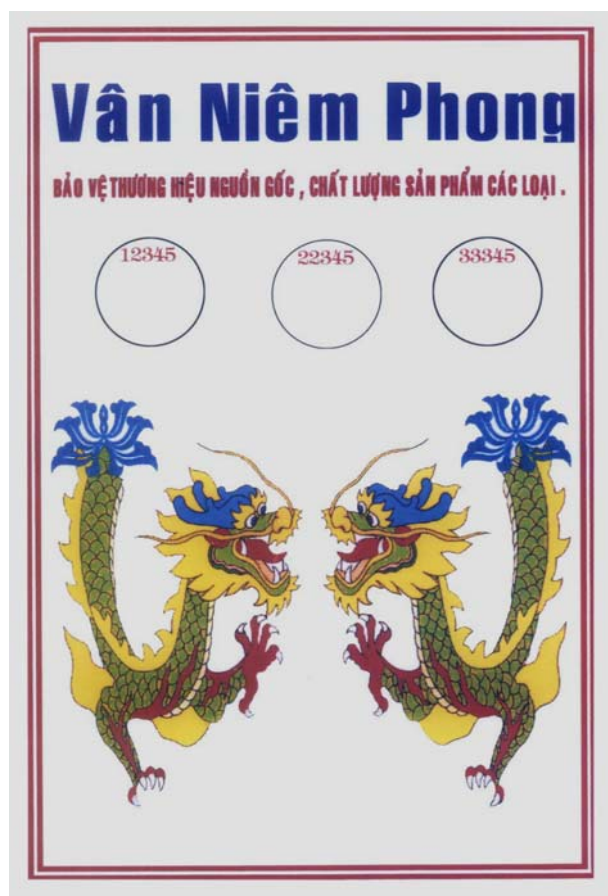 Vân Niêm Phong
BẢO VỆ THƯƠNG HIỆU NGUỒN GỐC , CHẤT LƯỢNG SẢN PHẨM CÁC LOẠI .
12345 22345 33345